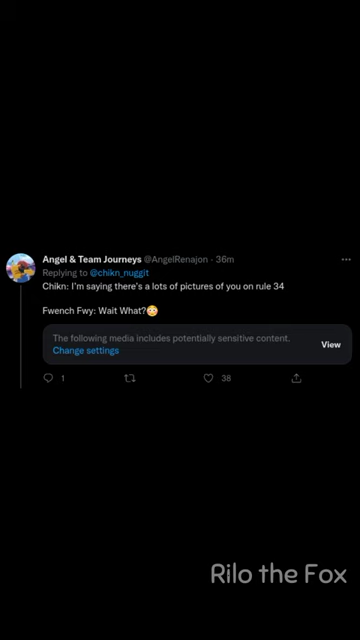 Angel & Team Journeys @AngelRenajon · 36m
Replying to @chikn_nuggit
Chikn: I'm saying there's a lots of pictures of you on rule 34
Fwench Fwy: Wait What?😳
The following media includes potentially sensitive content.
Change settings
View
1
38
Rilo the Fox